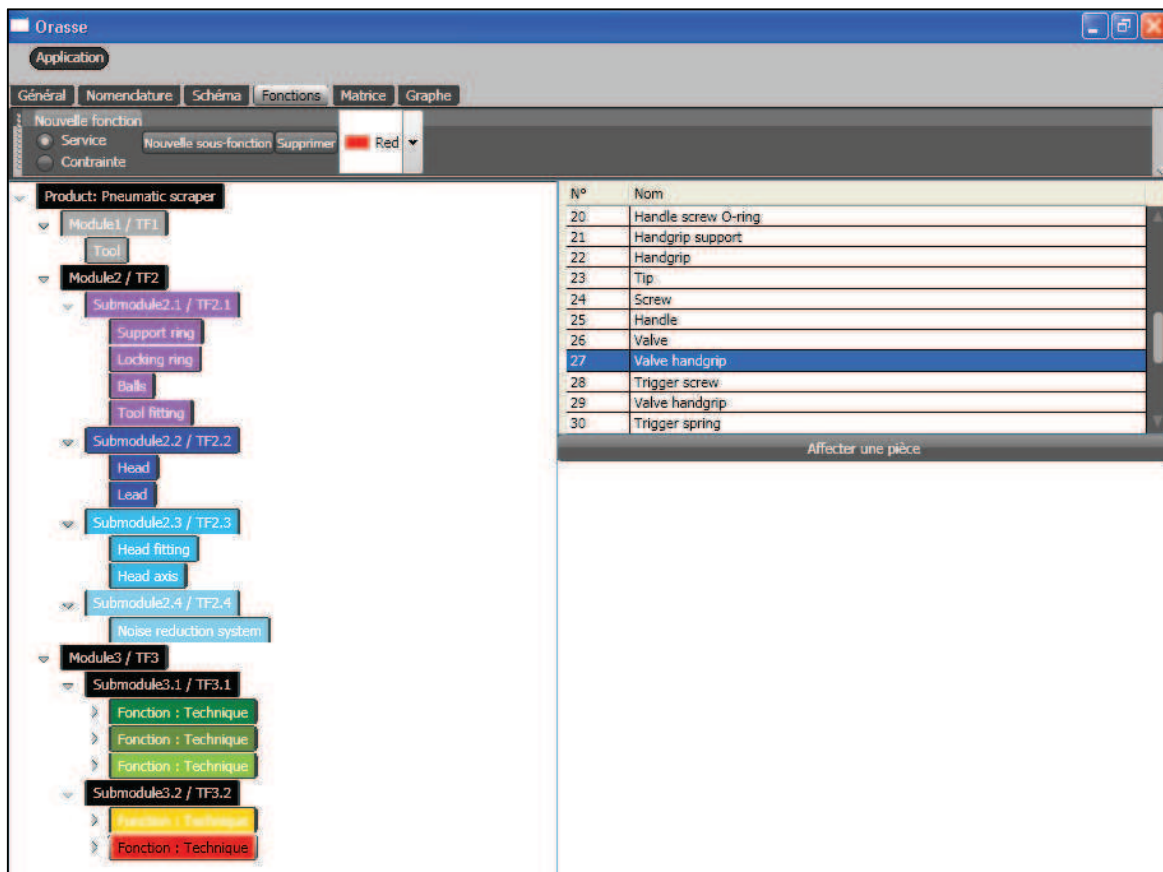 Orasse
Application
Général Nomenclature Schéma Fonctions Matrice Graphe
Nouvelle fonction
Service Nouvelle sous-fonction Supprimer Red
Contrainte
Product: Pneumatic scraper
Module1 / TF1
Tool
Module2 / TF2
Submodule2.1 / TF2.1
Support ring
Locking ring
Balls
Tool fitting
Submodule2.2 / TF2.2
Head
Lead
Submodule2.3 / TF2.3
Head fitting
Head axis
Submodule2.4 / TF2.4
Noise reduction system
Module3 / TF3
Submodule3.1 / TF3.1
Fonction : Technique
Fonction : Technique
Fonction : Technique
Submodule3.2 / TF3.2
Fonction : Technique
Fonction : Technique
N° Nom
20 Handle screw O-ring
21 Handgrip support
22 Handgrip
23 Tip
24 Screw
25 Handle
26 Valve
27 Valve handgrip
28 Trigger screw
29 Valve handgrip
30 Trigger spring
Affecter une pièce